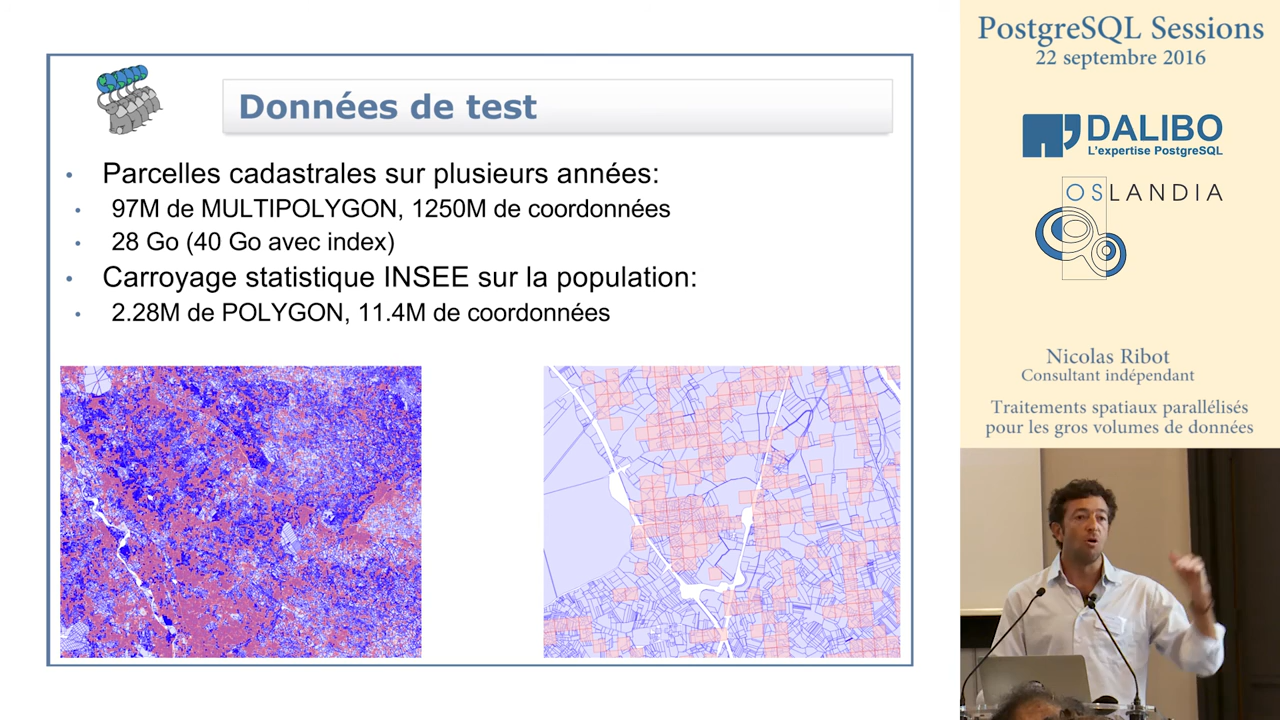 Données de test
Parcelles cadastrales sur plusieurs années:
97M de MULTIPOLYGON, 1250M de coordonnées
28 Go (40 Go avec index)
Carroyage statistique INSEE sur la population:
2.28M de POLYGON, 11.4M de coordonnées
PostgreSQL Sessions
22 septembre 2016
DALIBO
L'expertise PostgreSQL
OSLANDIA
Nicolas Ribot
Consultant indépendant
Traitements spatiaux parallélisés
pour les gros volumes de données